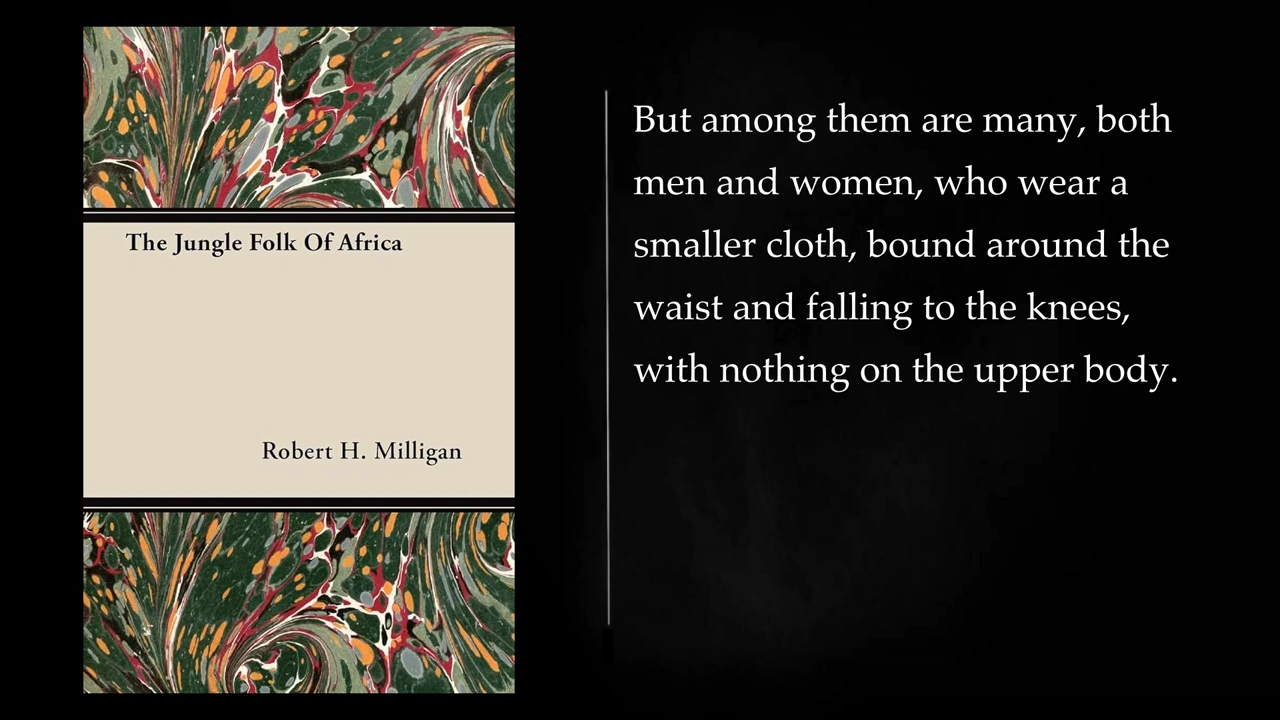 The Jungle Folk Of Africa
Robert H. Milligan
But among them are many, both
men and women, who wear a
smaller cloth, bound around the
waist and falling to the knees,
with nothing on the upper body.